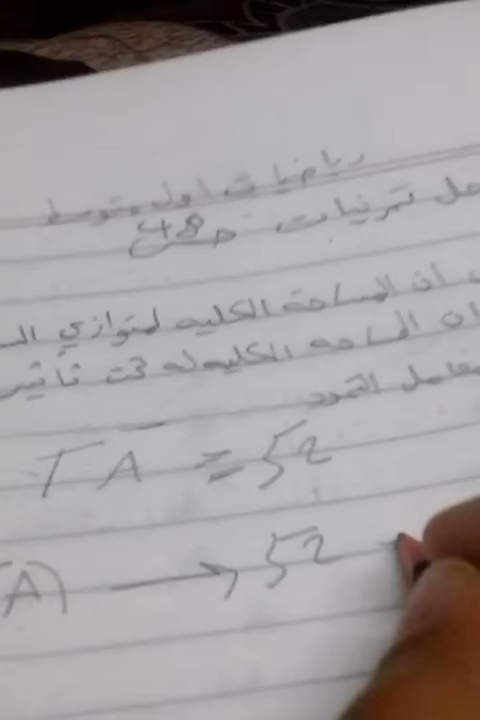 رياضيات اول متوسط
حل تمرينات ص 48
ان المساحة الكليه لمتوازي
ان المساحه الكليه له تحت تأثير
معامل التمدد
TA = 52
A) → 52